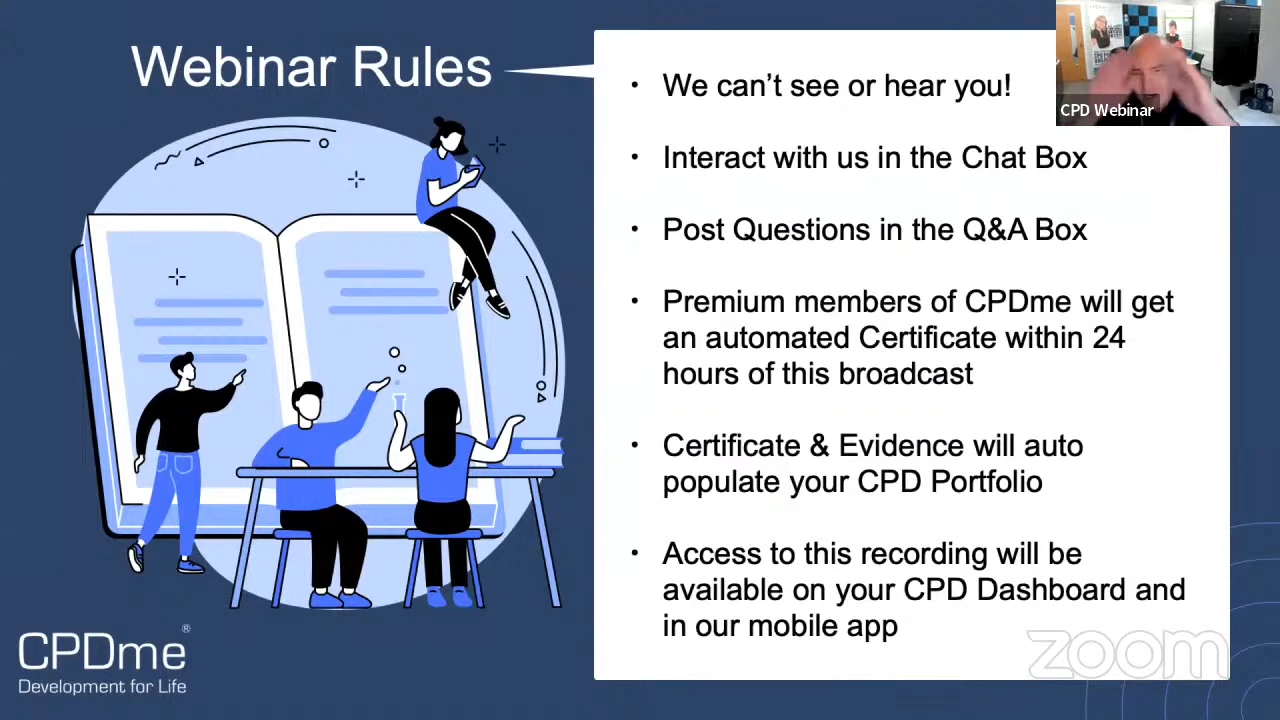 Webinar Rules
• We can't see or hear you!
• Interact with us in the Chat Box
• Post Questions in the Q&A Box
• Premium members of CPDme will get
an automated Certificate within 24
hours of this broadcast
• Certificate & Evidence will auto
populate your CPD Portfolio
• Access to this recording will be
available on your CPD Dashboard and
in our mobile app
CPD Webinar
CPDme®
Development for Life
zoom